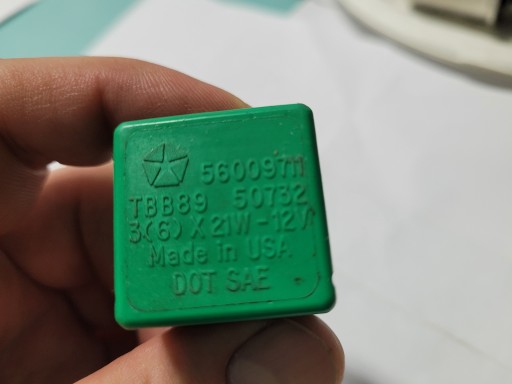 56009711
TBB89 50732
3(6) X 21W-12V
Made in USA
DOT SAE